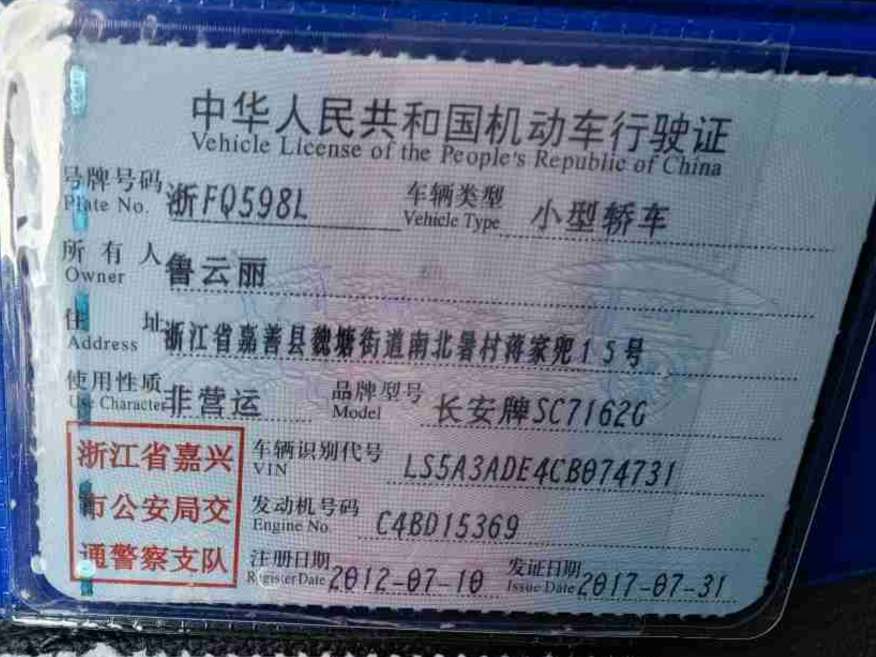 中华人民共和国机动车行驶证
Vehicle License of the People's Republic of China
号牌号码 浙FQ598L 车辆类型 小型轿车
Plate No. Vehicle Type
所有人 鲁云丽
Owner
住址 浙江省嘉善县魏塘街道南北暑村蒋家兜15号
Address
使用性质 非营运 品牌型号 长安牌SC7162G
Use Character Model
浙江省嘉兴
市公安局交
通警察支队
车辆识别代号 LS5A3ADE4CB074731
VIN
发动机号码 C4BD15369
Engine No.
注册日期 2012-07-10 发证日期 2017-07-31
Register Date Issue Date